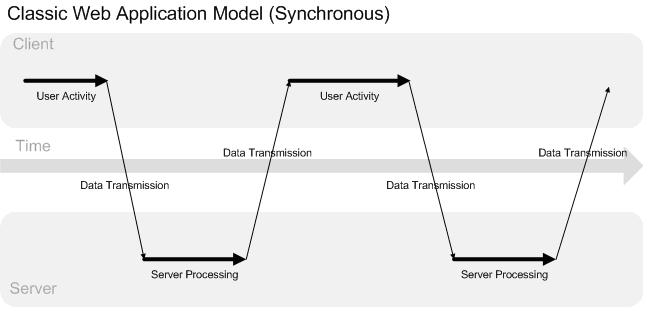 Classic Web Application Model (Synchronous)
Client
User Activity
User Activity
Time
Data Transmission
Data Transmission
Data Transmission
Data Transmission
Server Processing
Server Processing
Server